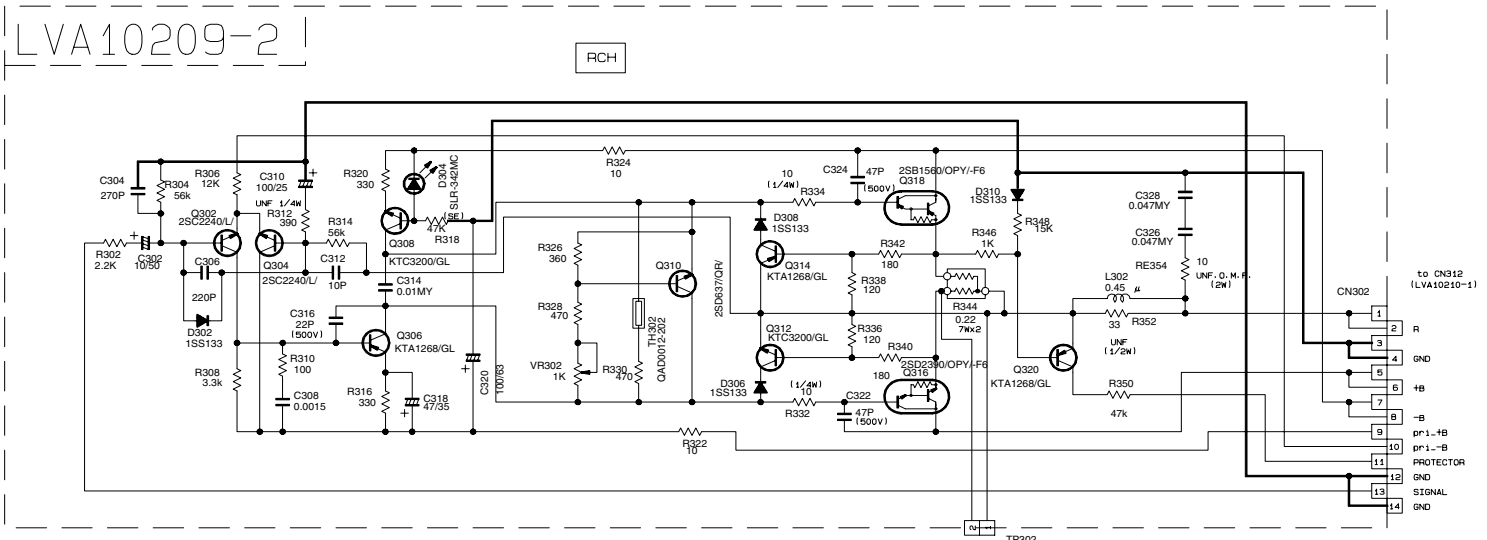 LVA10209-2
RCH
C304
270P
R304
56k
R306
12K
C310
100/25
UNF 1/4W
R312
390
R314
56k
R320
330
D304
SLR-342MC
(SE)
47K
R318
R324
10
C324
47P
(500V)
10
(1/4W)
R334
2SB1560/OPY/-F6
Q318
D310
1SS133
R348
15K
C328
0.047MY
C326
0.047MY
RE354
10
UNF.O.M.F.
(2W)
Q302
2SC2240/L/
R302
2.2K
C302
10/50
C306
220P
D302
1SS133
Q304
2SC2240/L/
C312
10P
Q308
KTC3200/GL
C314
0.01MY
R326
360
Q310
2SD637/QR/
D308
1SS133
Q314
KTA1268/GL
R342
180
R338
120
R346
1K
R344
0.22
7W×2
L302
0.45 μ
R352
33
UNF
(1/2W)
C316
22P
(500V)
Q306
KTA1268/GL
R328
470
TH302
QAD0012-202
Q312
KTC3200/GL
R336
120
R340
180
2SD2390/OPY/-F6
Q316
Q320
KTA1268/GL
R350
47k
R308
3.3k
R310
100
C308
0.0015
R316
330
C318
47/35
C320
100/63
VR302
1K
R330
470
D306
1SS133
(1/4W)
10
R332
C322
47P
(500V)
R322
10
to CN312
(LVA10210-1)
CN302
1
2 R
3
4 GND
5
6 +B
7
8 -B
9 pri.+B
10 pri.-B
11 PROTECTOR
12 GND
13 SIGNAL
14 GND
2 1
TP302